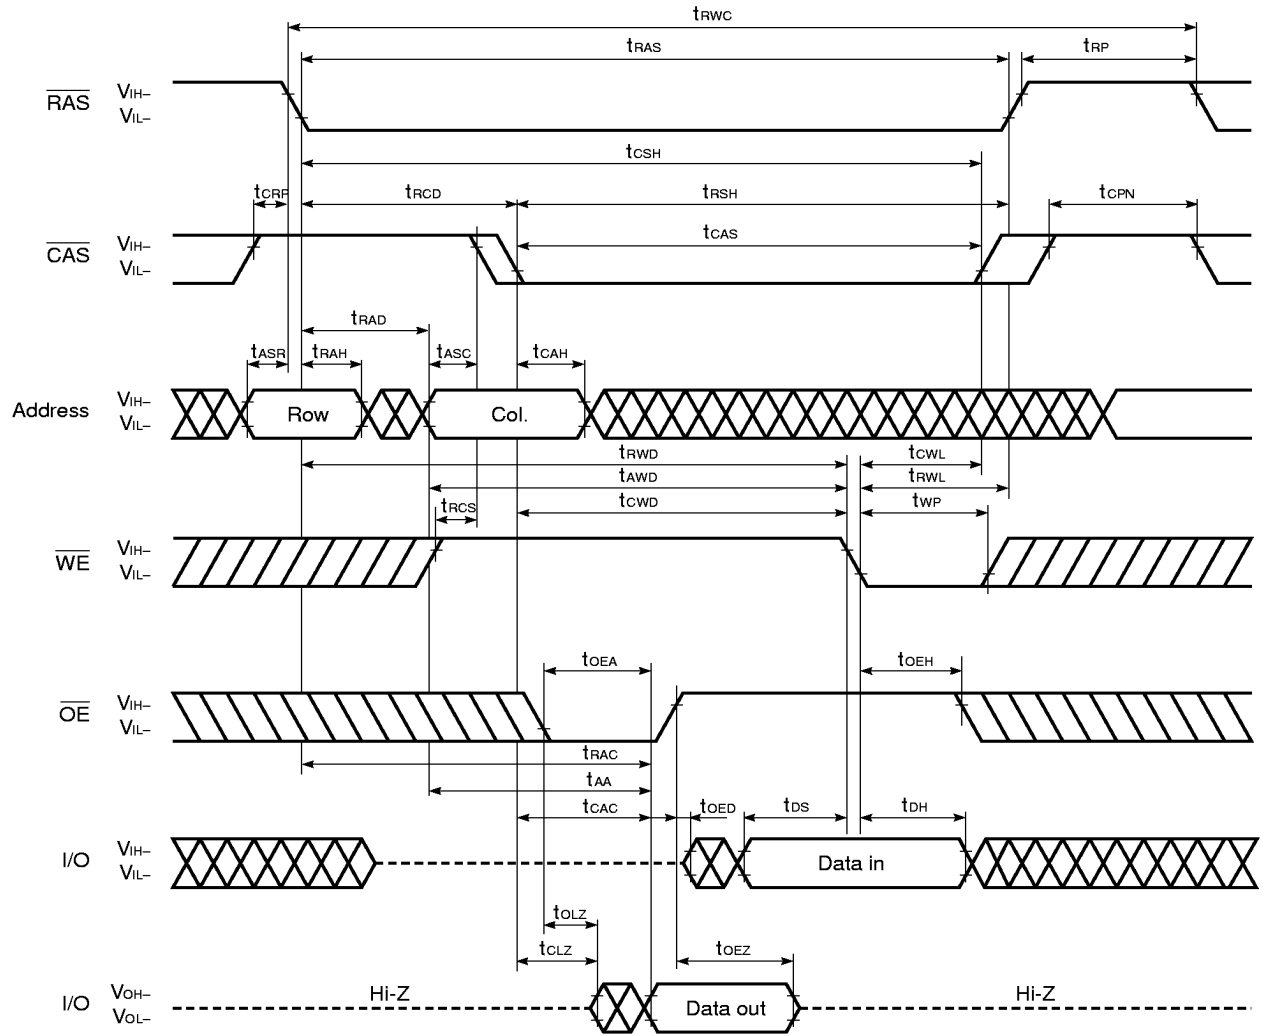 tRWC
tRAS
tRP
RAS
VIH–
VIL–
tCSH
tCRP
tRCD
tRSH
tCPN
CAS
VIH–
VIL–
tCAS
tRAD
tASR
tRAH
tASC
tCAH
Address
VIH–
VIL–
Row
Col.
tRWD
tCWL
tAWD
tRWL
tRCS
tCWD
tWP
WE
VIH–
VIL–
tOEA
tOEH
OE
VIH–
VIL–
tRAC
tAA
tCAC
tOED
tDS
tDH
I/O
VIH–
VIL–
Data in
tOLZ
tCLZ
tOEZ
I/O
VOH–
VOL–
Hi-Z
Data out
Hi-Z